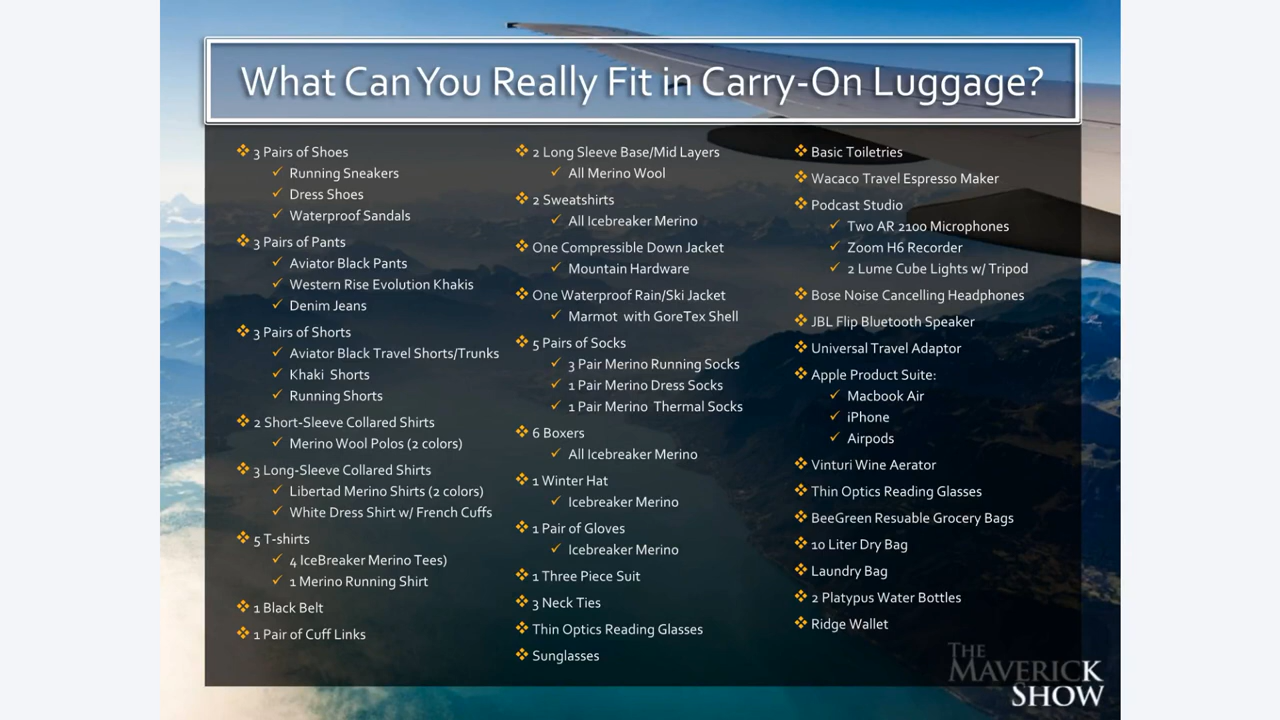 What Can You Really Fit in Carry-On Luggage?
3 Pairs of Shoes
Running Sneakers
Dress Shoes
Waterproof Sandals
3 Pairs of Pants
Aviator Black Pants
Western Rise Evolution Khakis
Denim Jeans
3 Pairs of Shorts
Aviator Black Travel Shorts/Trunks
Khaki Shorts
Running Shorts
2 Short-Sleeve Collared Shirts
Merino Wool Polos (2 colors)
3 Long-Sleeve Collared Shirts
Libertad Merino Shirts (2 colors)
White Dress Shirt w/ French Cuffs
5 T-shirts
4 IceBreaker Merino Tees)
1 Merino Running Shirt
1 Black Belt
1 Pair of Cuff Links
2 Long Sleeve Base/Mid Layers
All Merino Wool
2 Sweatshirts
All Icebreaker Merino
One Compressible Down Jacket
Mountain Hardware
One Waterproof Rain/Ski Jacket
Marmot with GoreTex Shell
5 Pairs of Socks
3 Pair Merino Running Socks
1 Pair Merino Dress Socks
1 Pair Merino Thermal Socks
6 Boxers
All Icebreaker Merino
1 Winter Hat
Icebreaker Merino
1 Pair of Gloves
Icebreaker Merino
1 Three Piece Suit
3 Neck Ties
Thin Optics Reading Glasses
Sunglasses
Basic Toiletries
Wacaco Travel Espresso Maker
Podcast Studio
Two AR 2100 Microphones
Zoom H6 Recorder
2 Lume Cube Lights w/ Tripod
Bose Noise Cancelling Headphones
JBL Flip Bluetooth Speaker
Universal Travel Adaptor
Apple Product Suite:
Macbook Air
iPhone
Airpods
Vinturi Wine Aerator
Thin Optics Reading Glasses
BeeGreen Resuable Grocery Bags
10 Liter Dry Bag
Laundry Bag
2 Platypus Water Bottles
Ridge Wallet
THE
MAVERICK
SHOW